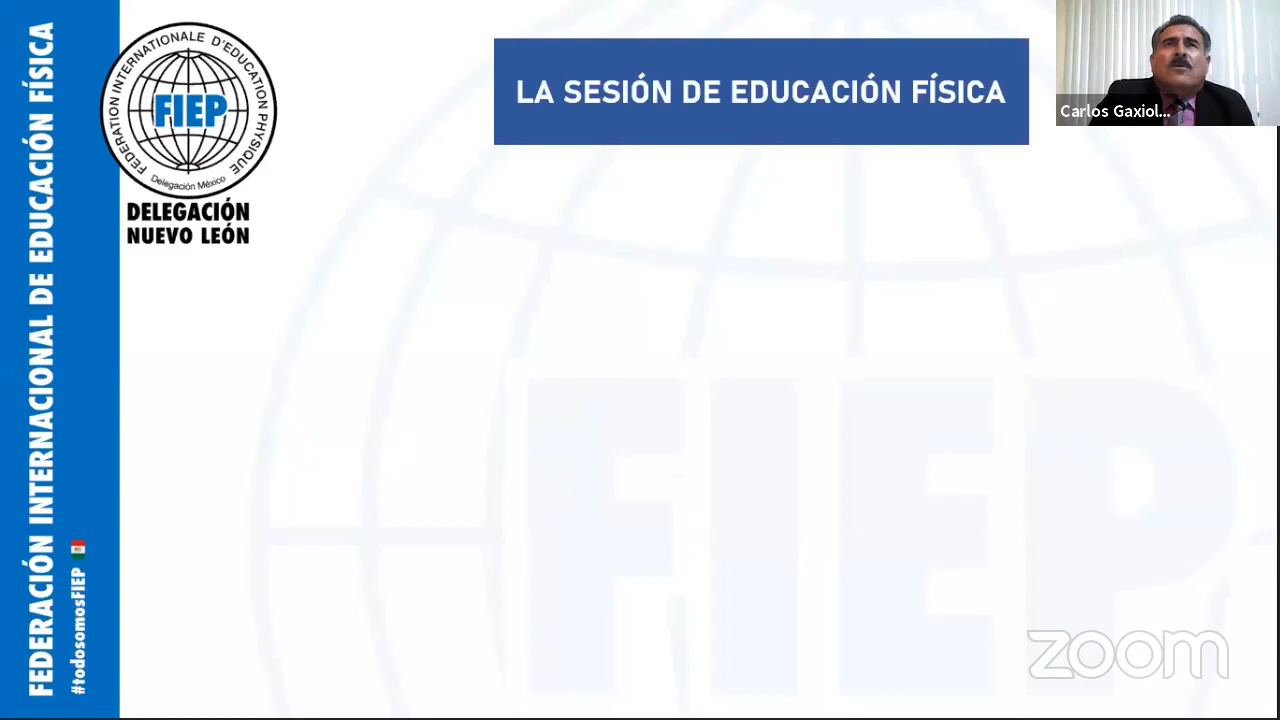 FEDERACIÓN INTERNACIONAL DE EDUCACIÓN FÍSICA
#todosomosFIEP
FEDERATION INTERNATIONALE D'EDUCATION PHYSIQUE
FIEP
Delegación México
DELEGACIÓN
NUEVO LEÓN
LA SESIÓN DE EDUCACIÓN FÍSICA
Carlos Gaxiol...
FIEP
zoom